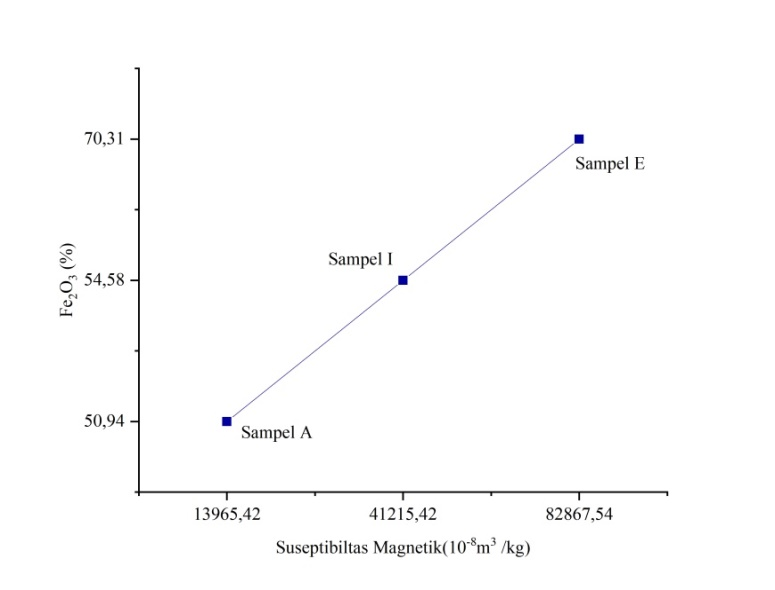 70,31
Sampel E
Sampel I
Fe₂O₃ (%)
54,58
50,94
Sampel A
13965,42
41215,42
82867,54
Suseptibiltas Magnetik(10⁻⁸m³ /kg)